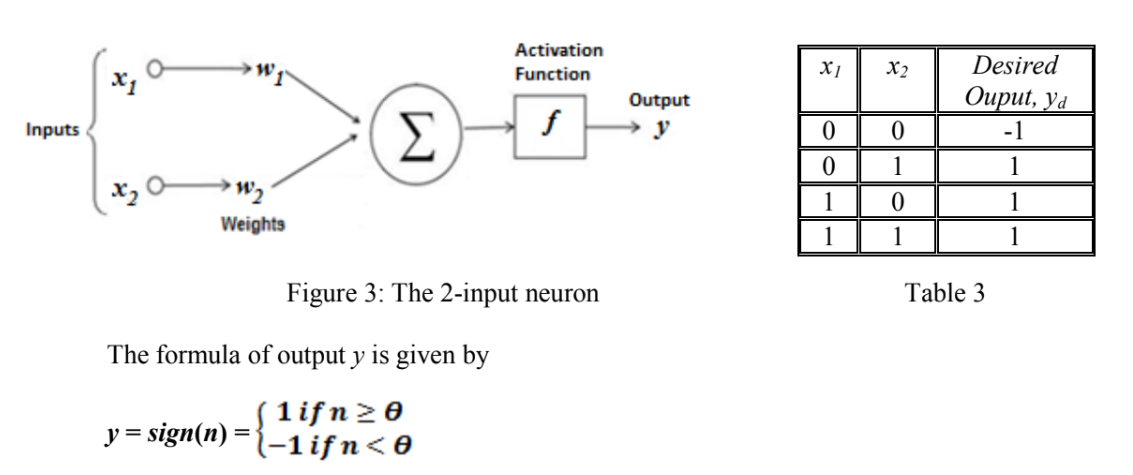 Activation
Function
x1
w1
Output
Inputs
Σ
f
y
x2
w2
Weights
x1 x2 Desired
Ouput, yd
0 0 -1
0 1 1
1 0 1
1 1 1
Figure 3: The 2-input neuron
Table 3
The formula of output y is given by
y = sign(n) = { 1 if n ≥ θ
-1 if n < θ